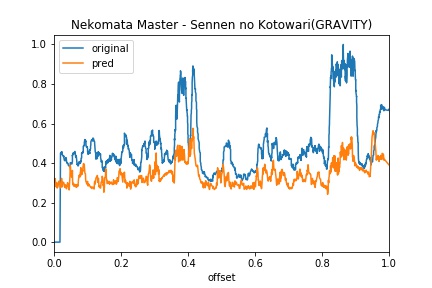 Nekomata Master - Sennen no Kotowari(GRAVITY)
original
pred
1.0
0.8
0.6
0.4
0.2
0.0
0.0 0.2 0.4 0.6 0.8 1.0
offset